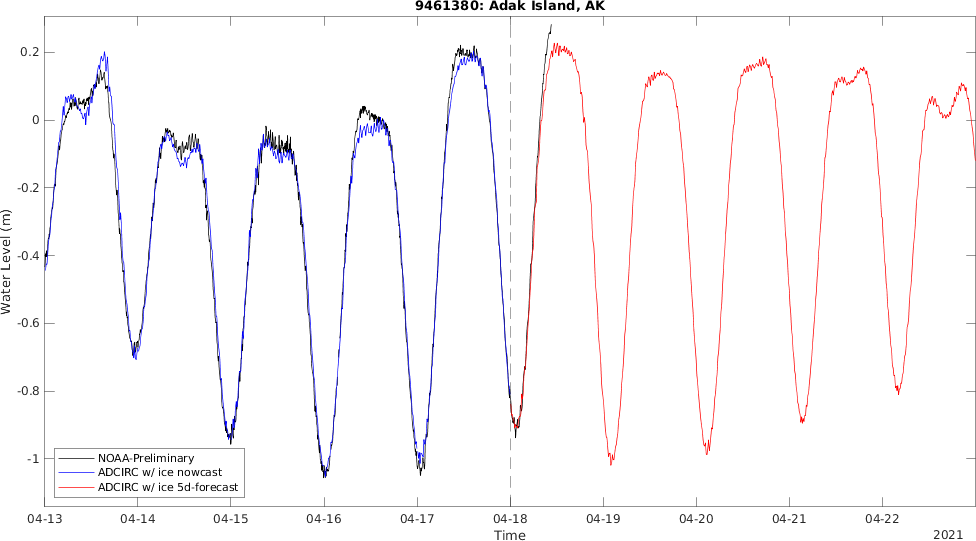 9461380: Adak Island, AK
Water Level (m)
0.2
0
-0.2
-0.4
-0.6
-0.8
-1
NOAA-Preliminary
ADCIRC w/ ice nowcast
ADCIRC w/ ice 5d-forecast
04-13 04-14 04-15 04-16 04-17 04-18 04-19 04-20 04-21 04-22
Time
2021